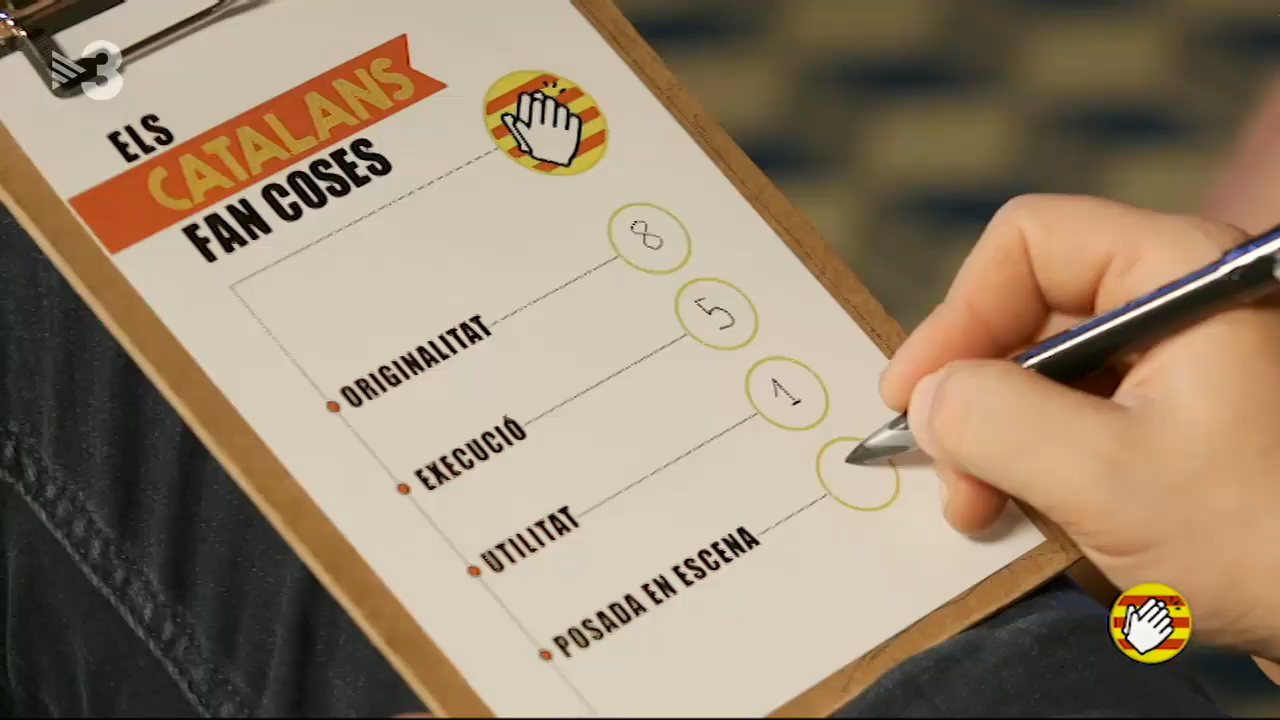 3
ELS
CATALANS
FAN COSES
ORIGINALITAT 8
EXECUCIÓ 5
UTILITAT 1
POSADA EN ESCENA